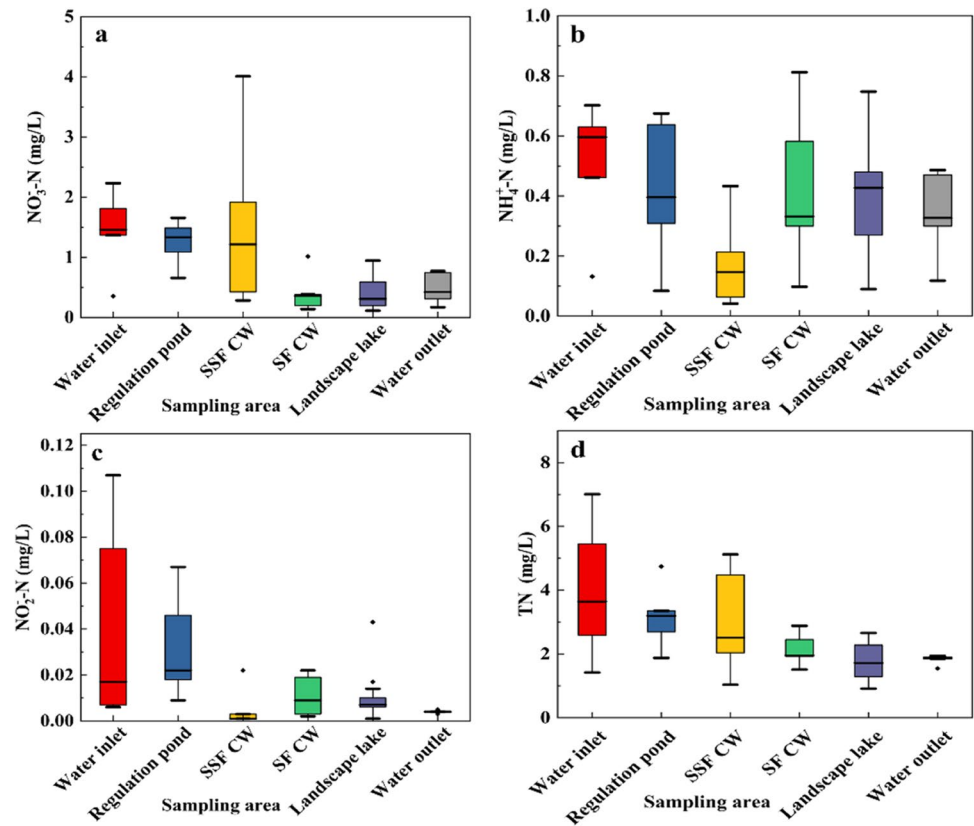 a
NO₃⁻-N (mg/L)
5
4
3
2
1
0
Water inlet
Regulation pond
SSF CW
SF CW
Landscape lake
Water outlet
Sampling area
b
NH₄⁺-N (mg/L)
1.0
0.8
0.6
0.4
0.2
0.0
Water inlet
Regulation pond
SSF CW
SF CW
Landscape lake
Water outlet
Sampling area
c
NO₂⁻-N (mg/L)
0.12
0.10
0.08
0.06
0.04
0.02
0.00
Water inlet
Regulation pond
SSF CW
SF CW
Landscape lake
Water outlet
Sampling area
d
TN (mg/L)
8
6
4
2
0
Water inlet
Regulation pond
SSF CW
SF CW
Landscape lake
Water outlet
Sampling area